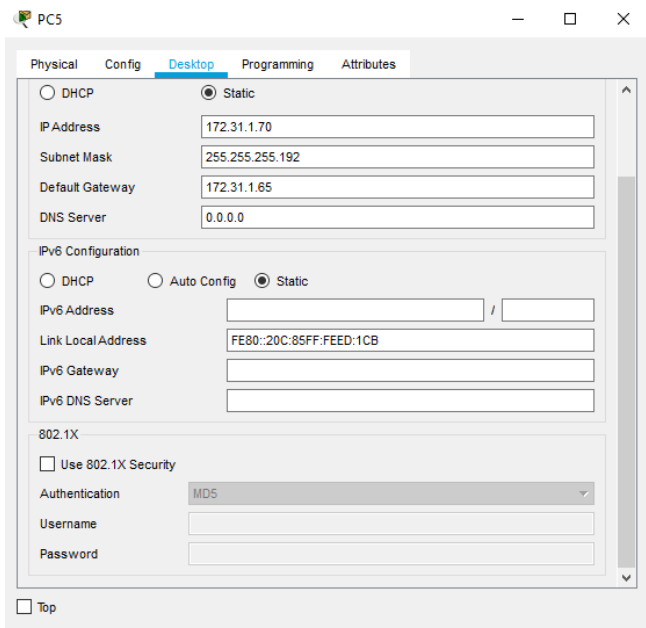 PC5
Physical Config Desktop Programming Attributes
DHCP Static
IP Address 172.31.1.70
Subnet Mask 255.255.255.192
Default Gateway 172.31.1.65
DNS Server 0.0.0.0
IPv6 Configuration
DHCP Auto Config Static
IPv6 Address /
Link Local Address FE80::20C:85FF:FEED:1CB
IPv6 Gateway
IPv6 DNS Server
802.1X
Use 802.1X Security
Authentication MD5
Username
Password
Top